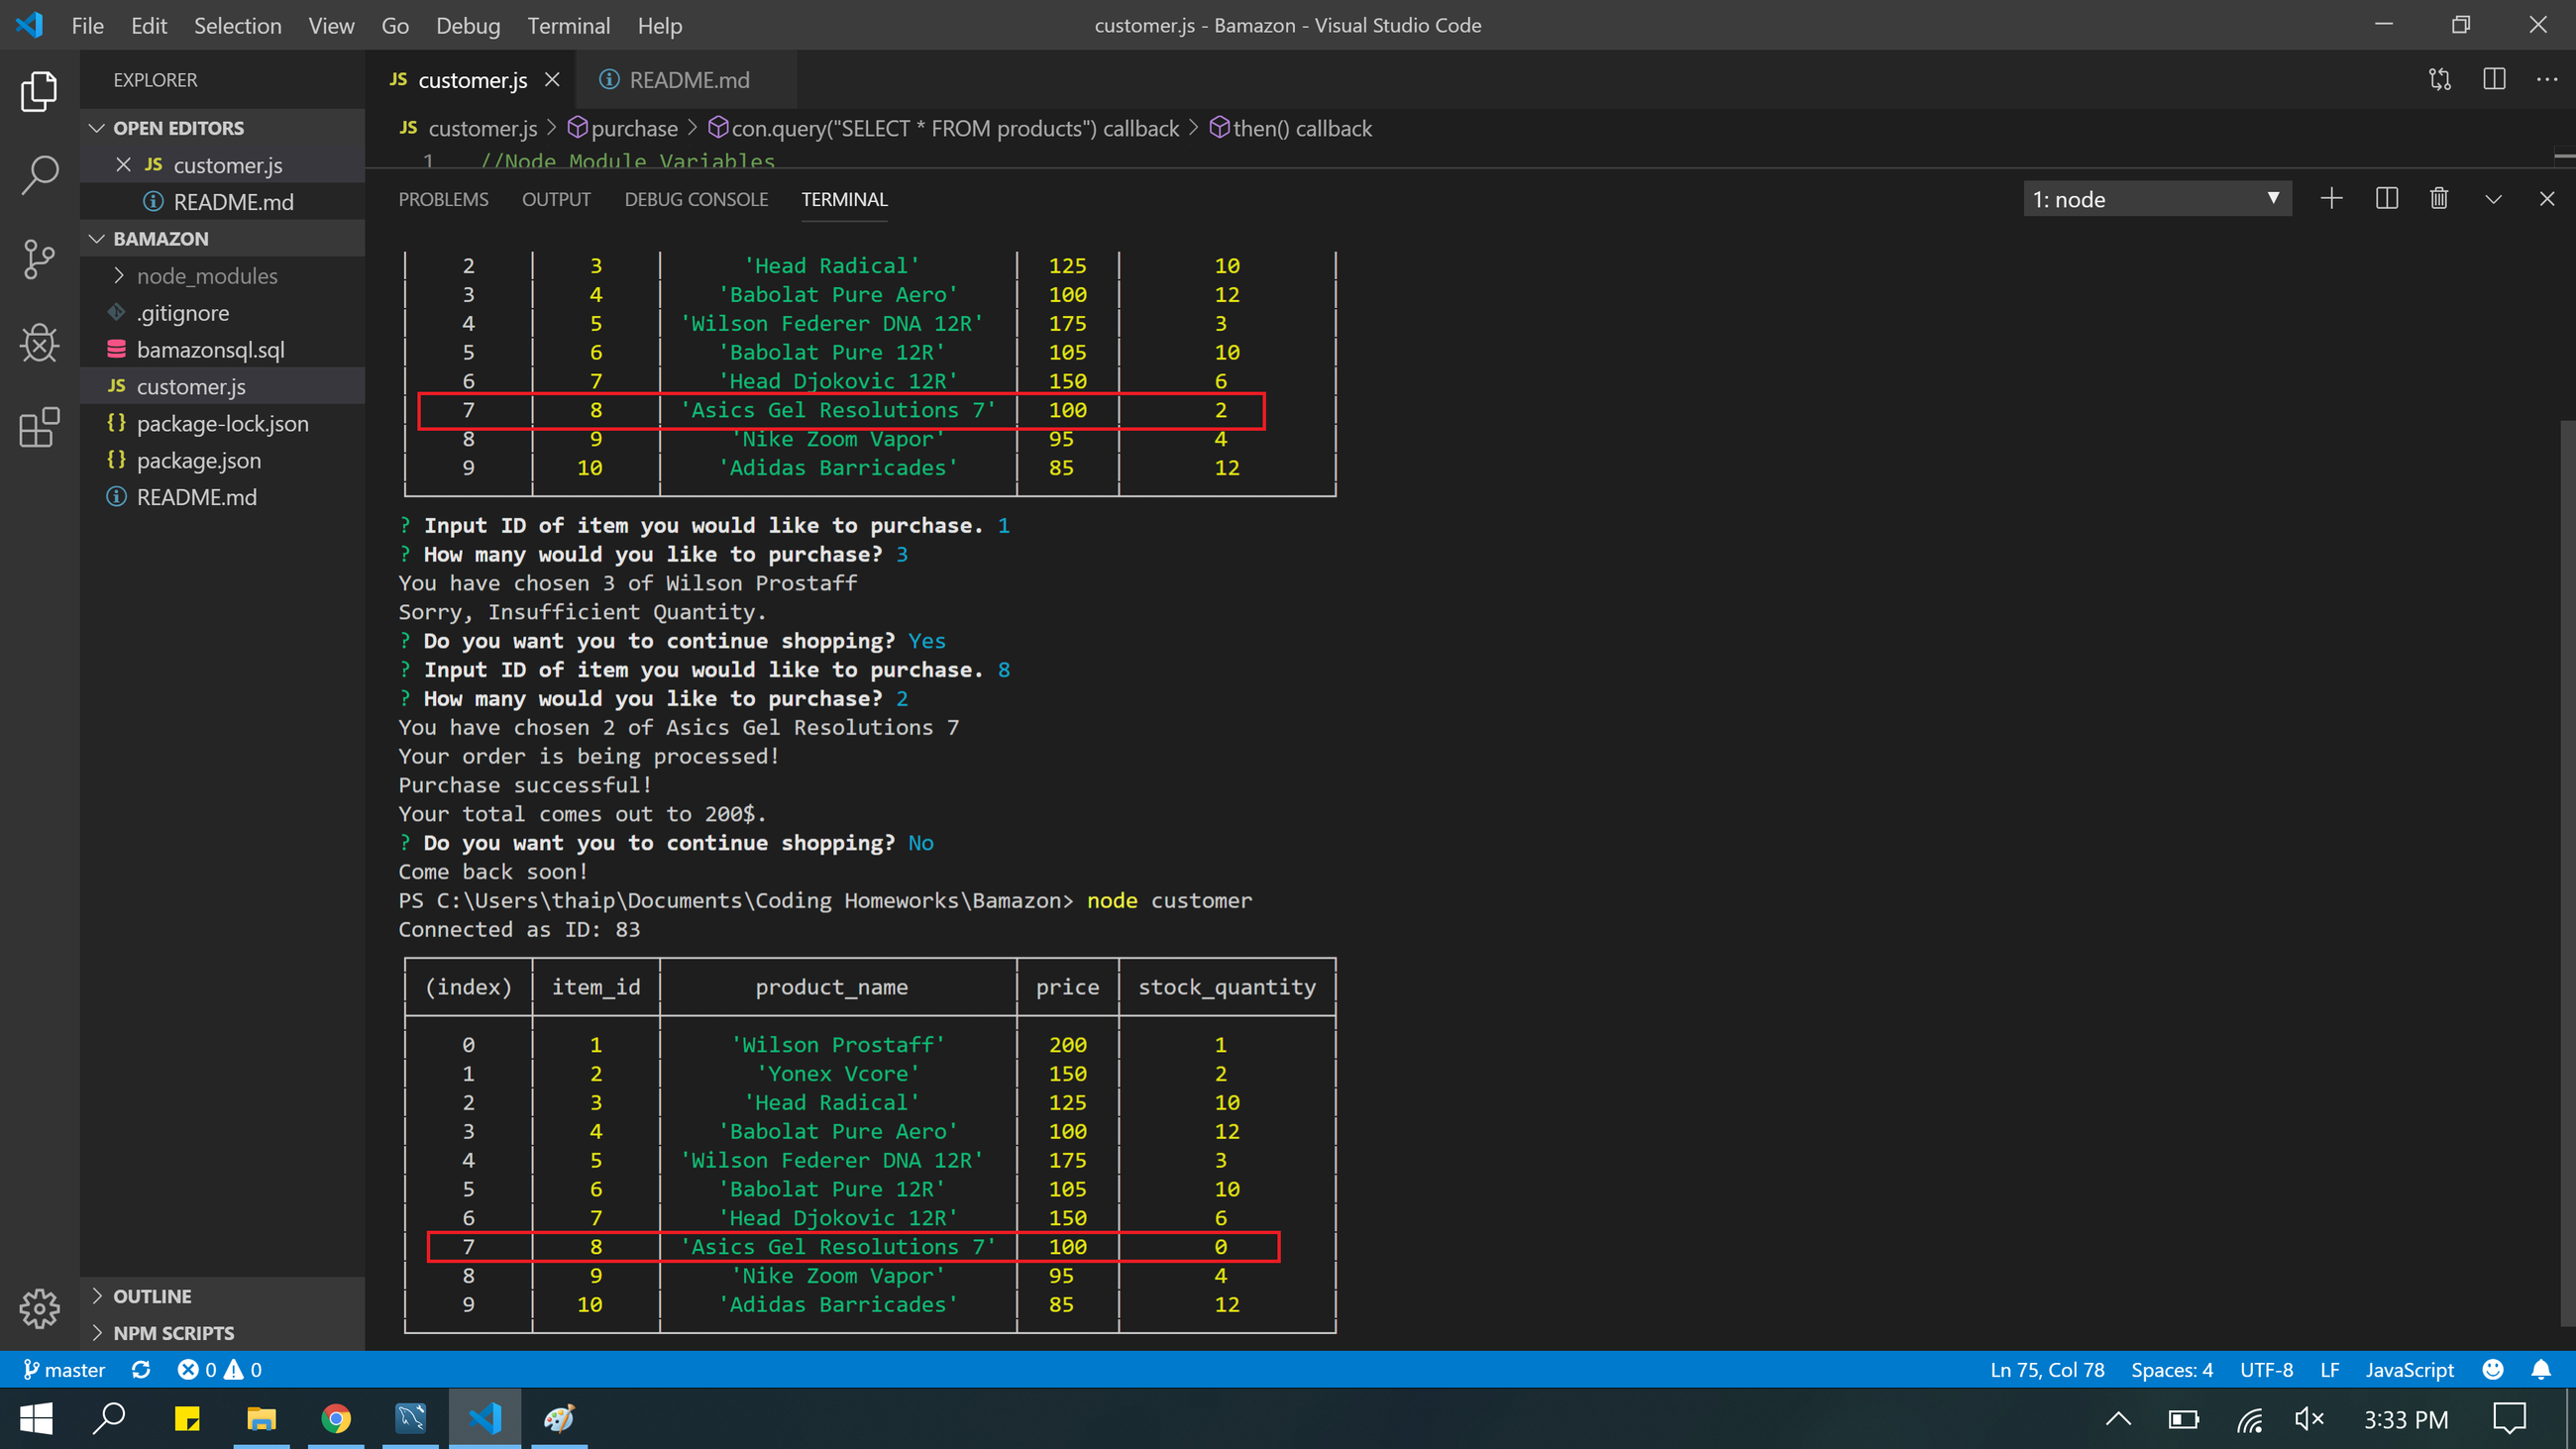 File Edit Selection View Go Debug Terminal Help
customer.js - Bamazon - Visual Studio Code
EXPLORER
OPEN EDITORS
JS customer.js
README.md
BAMAZON
node_modules
.gitignore
bamazonsql.sql
JS customer.js
{} package-lock.json
{} package.json
README.md
OUTLINE
NPM SCRIPTS
JS customer.js README.md
JS customer.js > purchase > con.query("SELECT * FROM products") callback > then() callback
1 //Node Module Variables
PROBLEMS OUTPUT DEBUG CONSOLE TERMINAL
1: node
2 3 'Head Radical' 125 10
3 4 'Babolat Pure Aero' 100 12
4 5 'Wilson Federer DNA 12R' 175 3
5 6 'Babolat Pure 12R' 105 10
6 7 'Head Djokovic 12R' 150 6
7 8 'Asics Gel Resolutions 7' 100 2
8 9 'Nike Zoom Vapor' 95 4
9 10 'Adidas Barricades' 85 12
? Input ID of item you would like to purchase. 1
? How many would you like to purchase? 3
You have chosen 3 of Wilson Prostaff
Sorry, Insufficient Quantity.
? Do you want you to continue shopping? Yes
? Input ID of item you would like to purchase. 8
? How many would you like to purchase? 2
You have chosen 2 of Asics Gel Resolutions 7
Your order is being processed!
Purchase successful!
Your total comes out to 200$.
? Do you want you to continue shopping? No
Come back soon!
PS C:\Users\thaip\Documents\Coding Homeworks\Bamazon> node customer
Connected as ID: 83
(index) item_id product_name price stock_quantity
0 1 'Wilson Prostaff' 200 1
1 2 'Yonex Vcore' 150 2
2 3 'Head Radical' 125 10
3 4 'Babolat Pure Aero' 100 12
4 5 'Wilson Federer DNA 12R' 175 3
5 6 'Babolat Pure 12R' 105 10
6 7 'Head Djokovic 12R' 150 6
7 8 'Asics Gel Resolutions 7' 100 0
8 9 'Nike Zoom Vapor' 95 4
9 10 'Adidas Barricades' 85 12
master 0 0 Ln 75, Col 78 Spaces: 4 UTF-8 LF JavaScript
3:33 PM